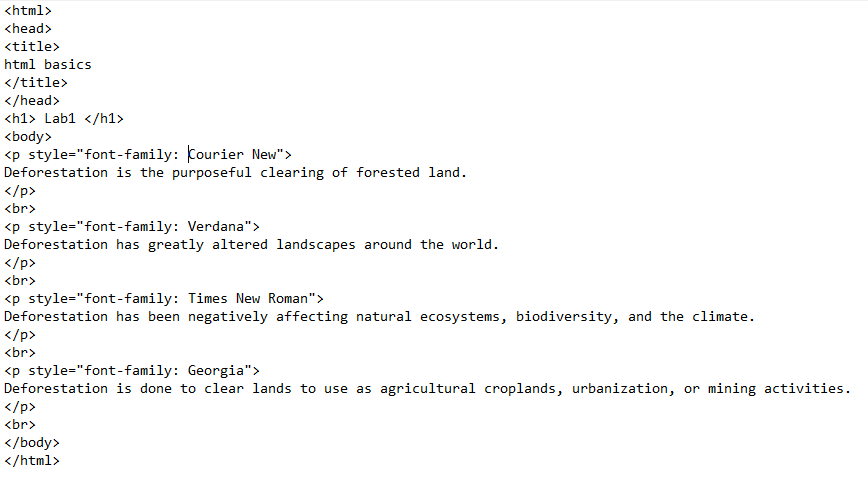 <html>
<head>
<title>
html basics
</title>
</head>
<h1> Lab1 </h1>
<body>
<p style="font-family: Courier New">
Deforestation is the purposeful clearing of forested land.
</p>
<br>
<p style="font-family: Verdana">
Deforestation has greatly altered landscapes around the world.
</p>
<br>
<p style="font-family: Times New Roman">
Deforestation has been negatively affecting natural ecosystems, biodiversity, and the climate.
</p>
<br>
<p style="font-family: Georgia">
Deforestation is done to clear lands to use as agricultural croplands, urbanization, or mining activities.
</p>
<br>
</body>
</html>